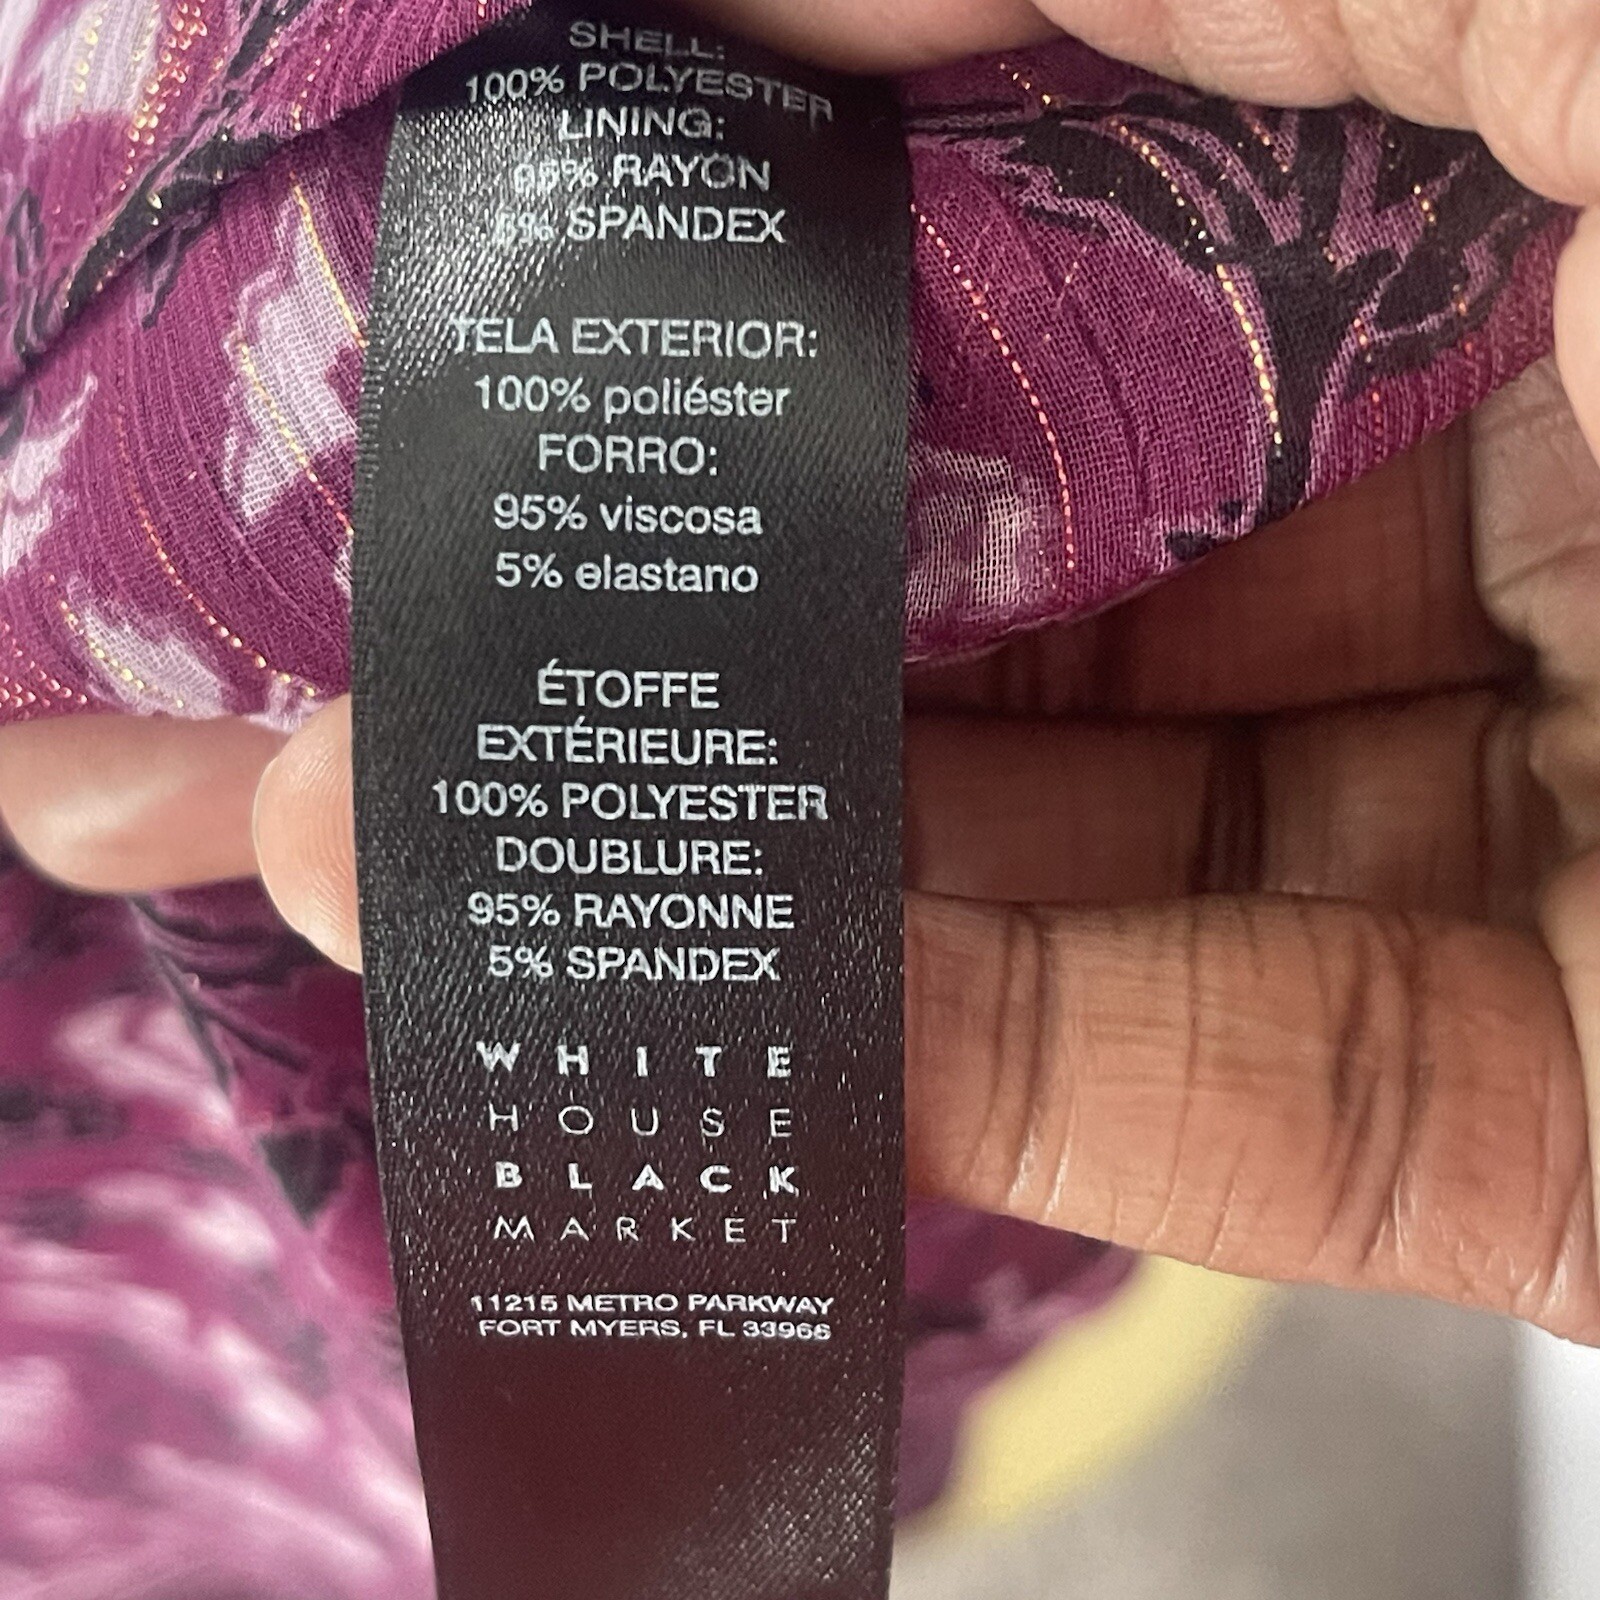 SHELL:
100% POLYESTER
LINING:
95% RAYON
5% SPANDEX
TELA EXTERIOR:
100% poliéster
FORRO:
95% viscosa
5% elastano
ÉTOFFE
EXTÉRIEURE:
100% POLYESTER
DOUBLURE:
95% RAYONNE
5% SPANDEX
WHITE
HOUSE
BLACK
MARKET
11215 METRO PARKWAY
FORT MYERS, FL 33966